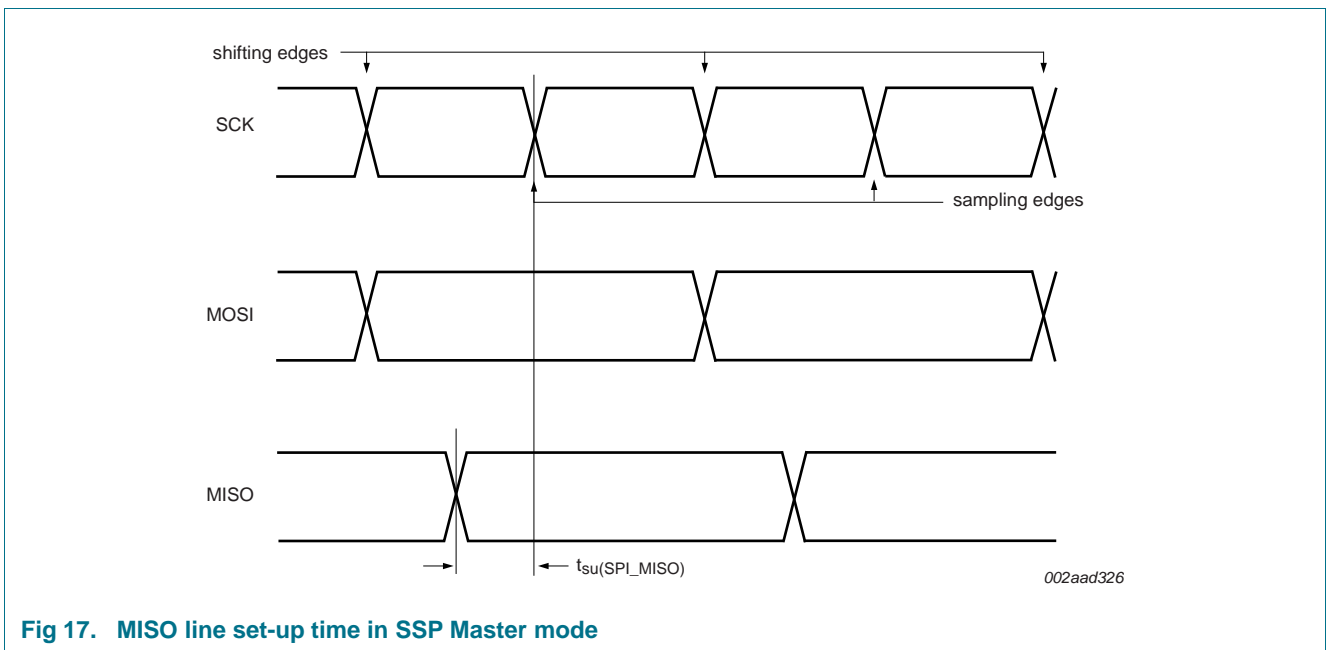 shifting edges
SCK
sampling edges
MOSI
MISO
tsu(SPI_MISO)
002aad326
Fig 17. MISO line set-up time in SSP Master mode